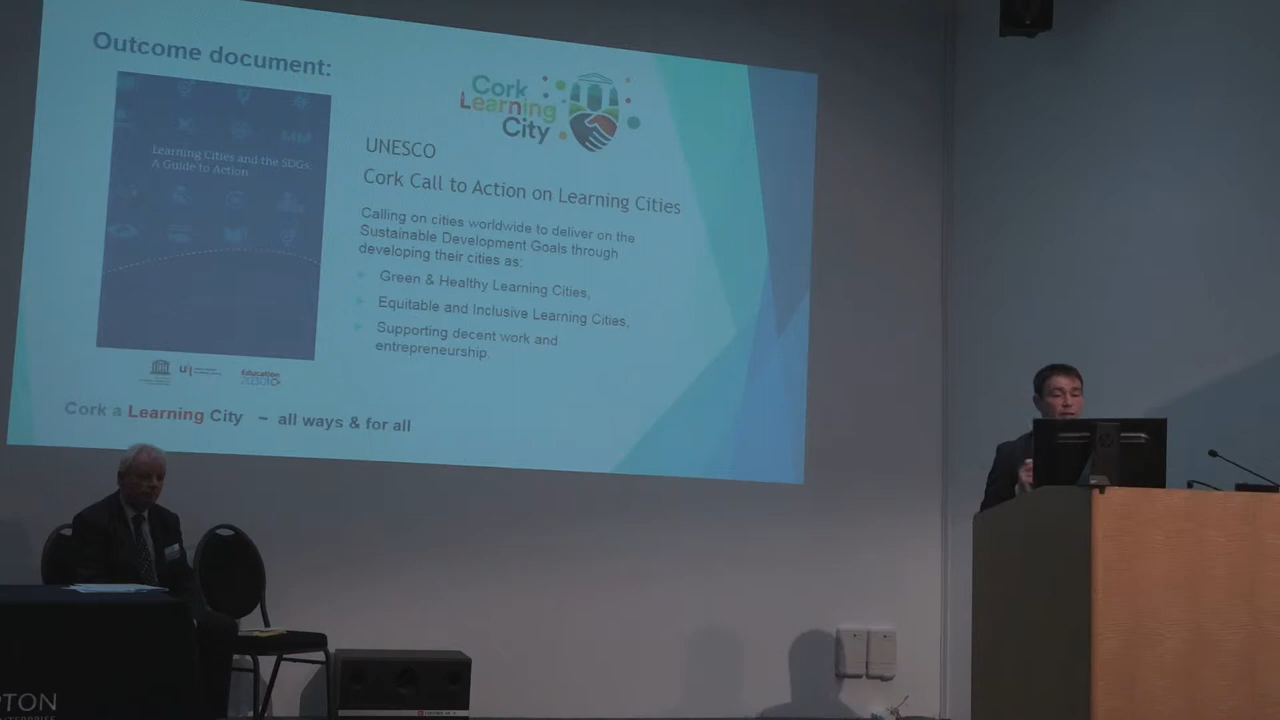 Outcome document:
Learning Cities and the SDGs:
A Guide to Action
Education
2030
Cork
Learning
City
UNESCO
Cork Call to Action on Learning Cities
Calling on cities worldwide to deliver on the
Sustainable Development Goals through
developing their cities as:
Green & Healthy Learning Cities,
Equitable and Inclusive Learning Cities,
Supporting decent work and
entrepreneurship.
Cork a Learning City – all ways & for all
PTON